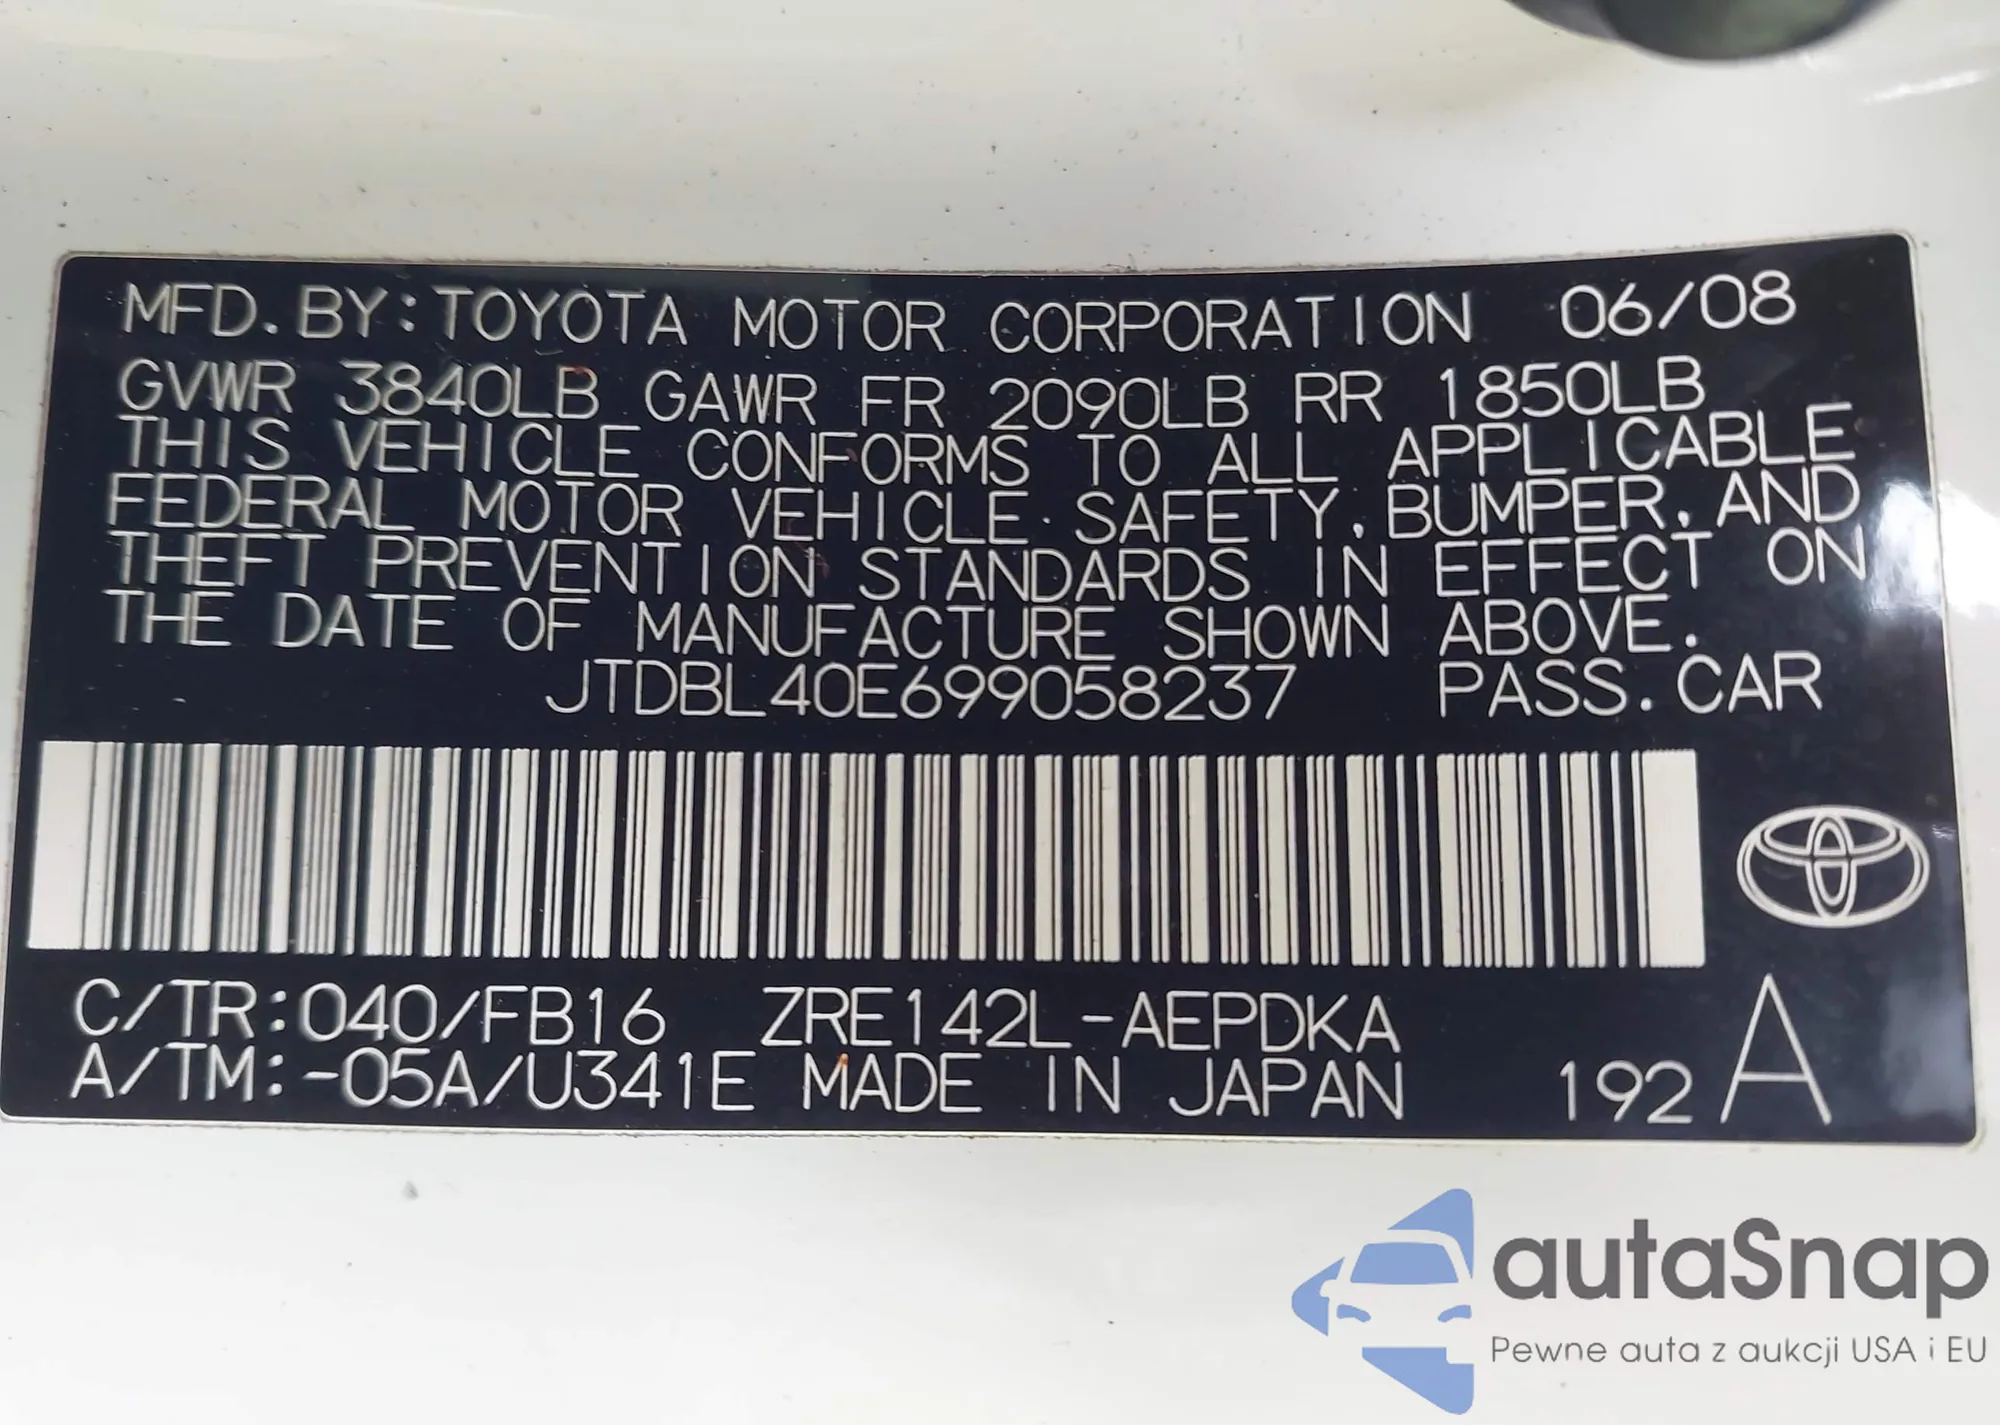 MFD. BY: TOYOTA MOTOR CORPORATION 06/08
GVWR 3840LB GAWR FR 2090LB RR 1850LB
THIS VEHICLE CONFORMS TO ALL APPLICABLE
FEDERAL MOTOR VEHICLE SAFETY, BUMPER, AND
THEFT PREVENTION STANDARDS IN EFFECT ON
THE DATE OF MANUFACTURE SHOWN ABOVE.
JTDBL40E699058237 PASS. CAR
C/TR:040/FB16 ZRE142L-AEPDKA
A/TM:-05A/U341E MADE IN JAPAN 192 A
autaSnap
Pewne auta z aukcji USA i EU